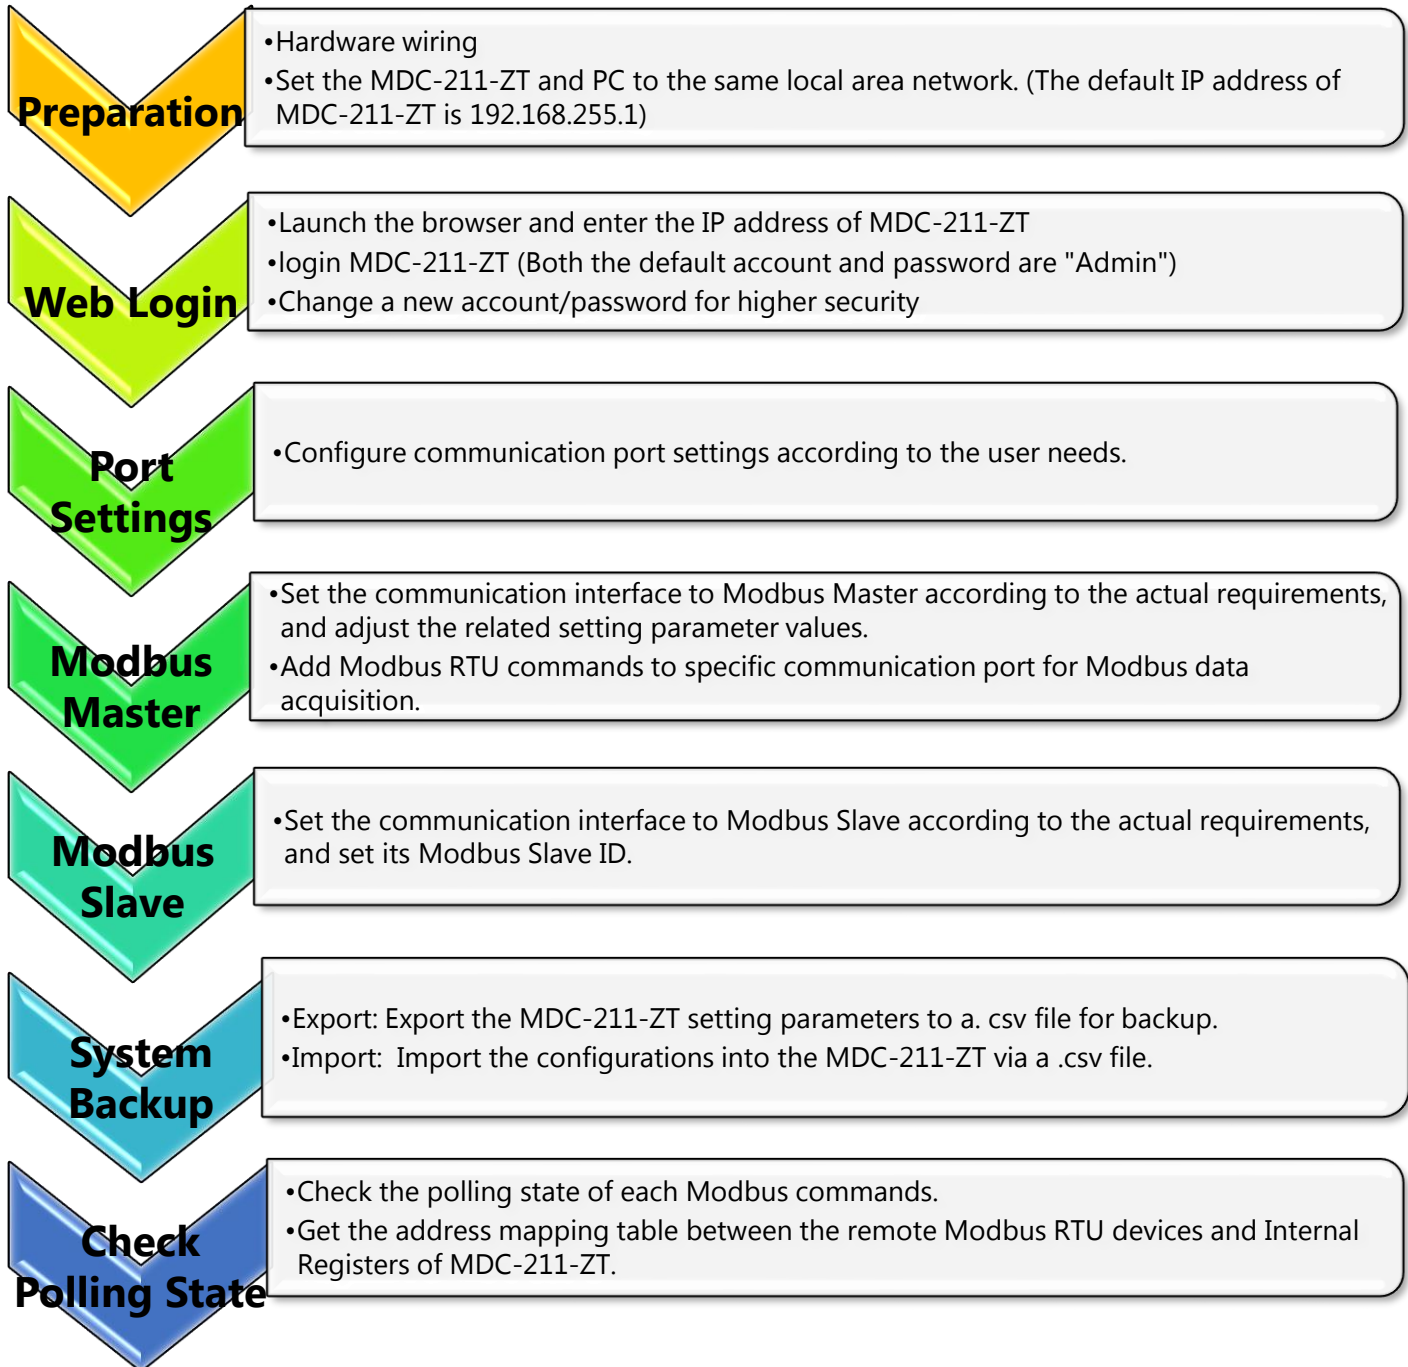 Preparation
•Hardware wiring
•Set the MDC-211-ZT and PC to the same local area network. (The default IP address of
MDC-211-ZT is 192.168.255.1)
Web Login
•Launch the browser and enter the IP address of MDC-211-ZT
•login MDC-211-ZT (Both the default account and password are "Admin")
•Change a new account/password for higher security
Port
Settings
•Configure communication port settings according to the user needs.
Modbus
Master
•Set the communication interface to Modbus Master according to the actual requirements,
and adjust the related setting parameter values.
•Add Modbus RTU commands to specific communication port for Modbus data
acquisition.
Modbus
Slave
•Set the communication interface to Modbus Slave according to the actual requirements,
and set its Modbus Slave ID.
System
Backup
•Export: Export the MDC-211-ZT setting parameters to a. csv file for backup.
•Import:  Import the configurations into the MDC-211-ZT via a .csv file.
Check
Polling State
•Check the polling state of each Modbus commands.
•Get the address mapping table between the remote Modbus RTU devices and Internal
Registers of MDC-211-ZT.